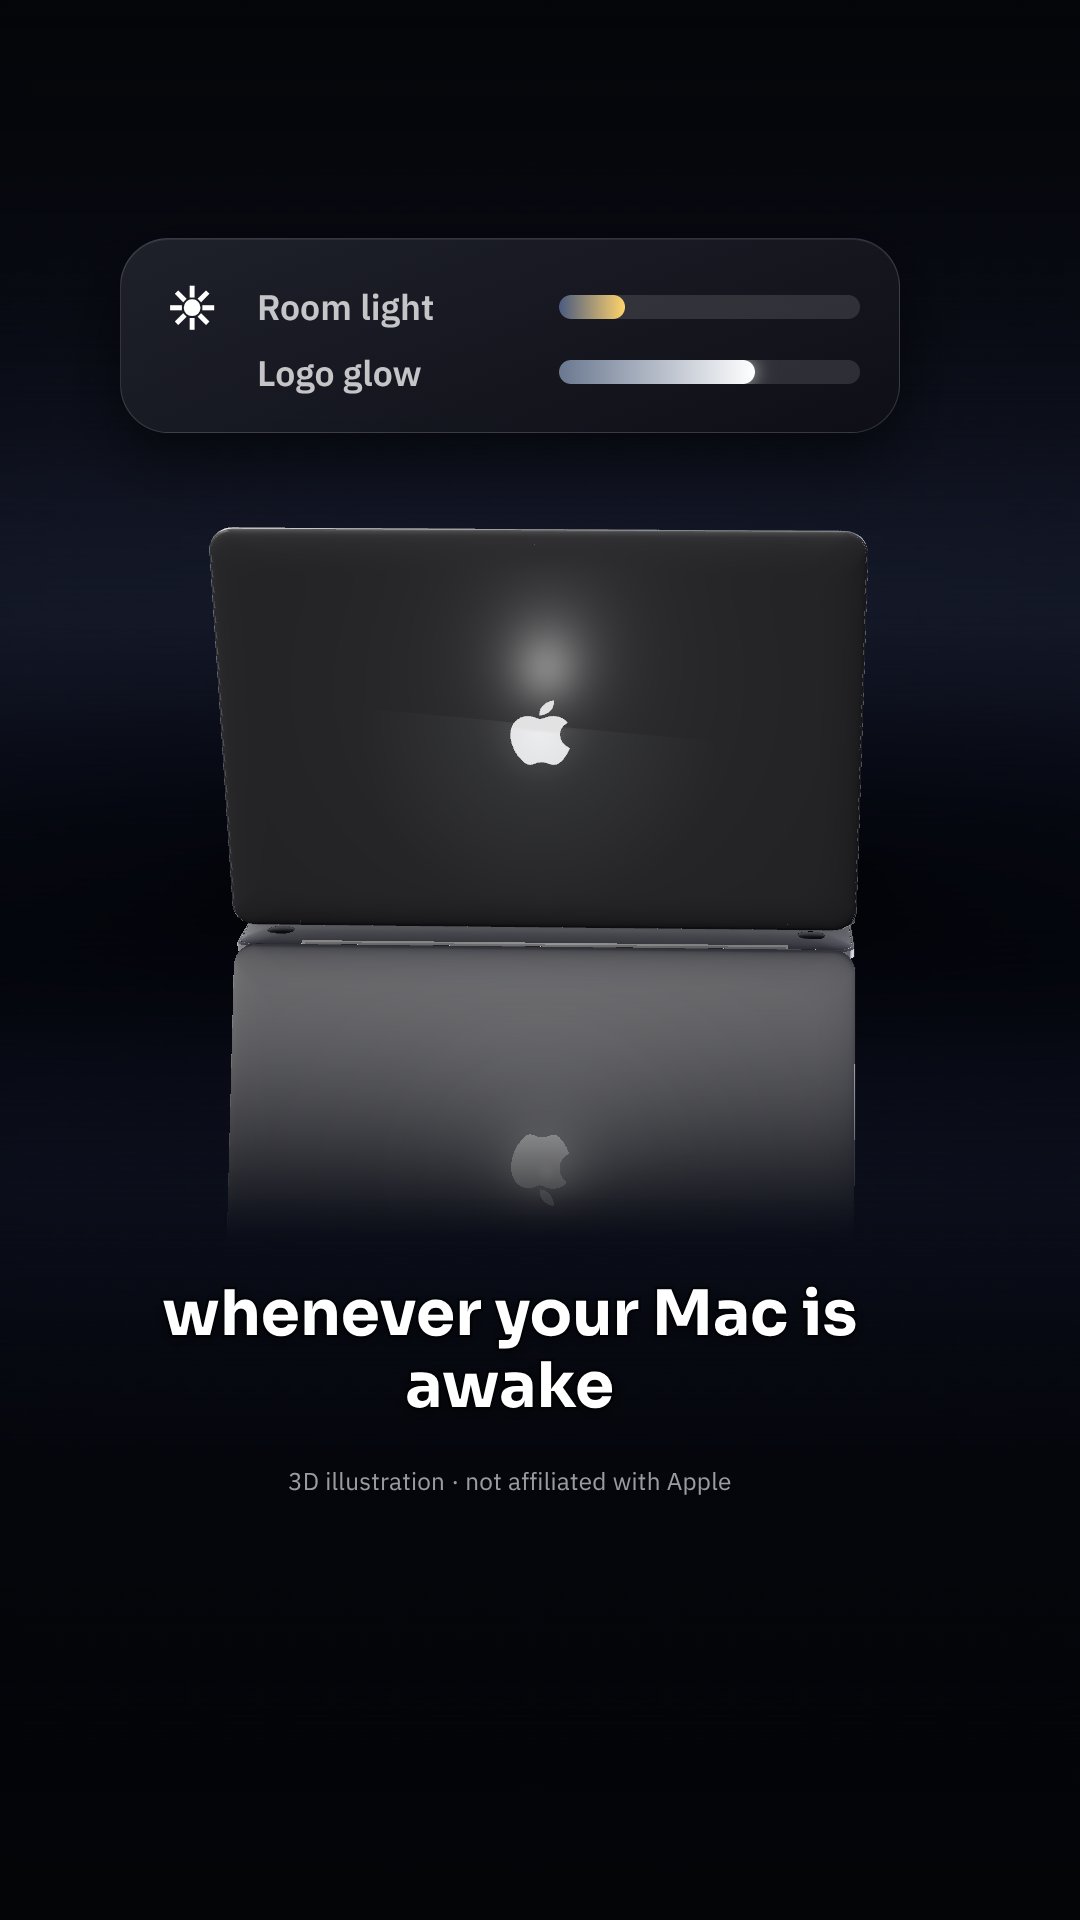 Room light
Logo glow
whenever your Mac is
awake
3D illustration · not affiliated with Apple